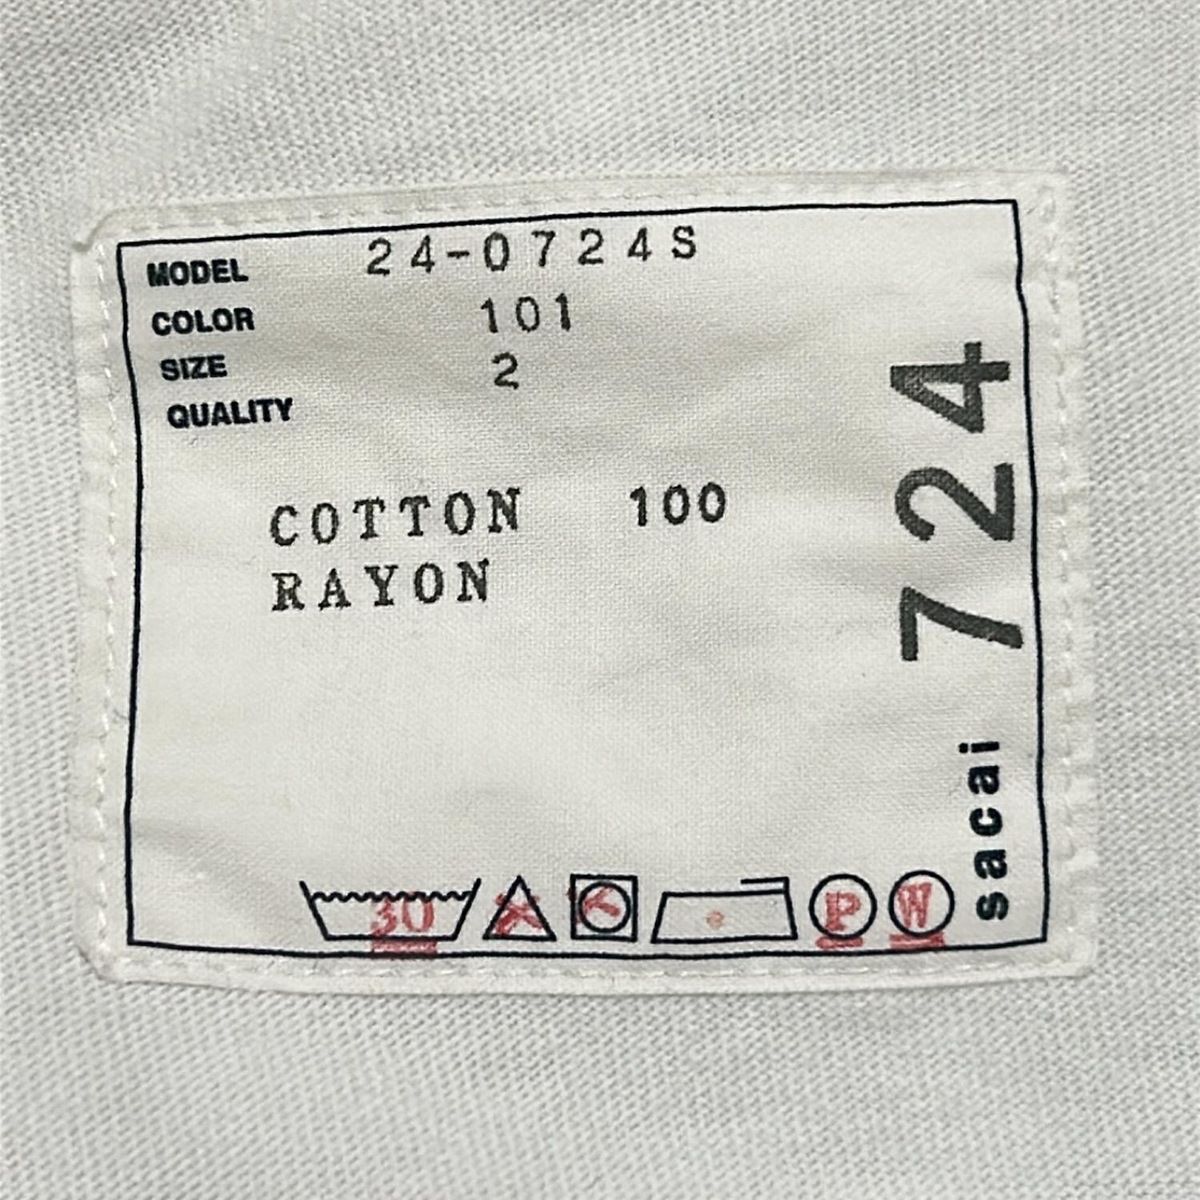 MODEL 24-0724S
COLOR 101
SIZE 2
QUALITY
COTTON 100
RAYON
724
sacai
30
P
W